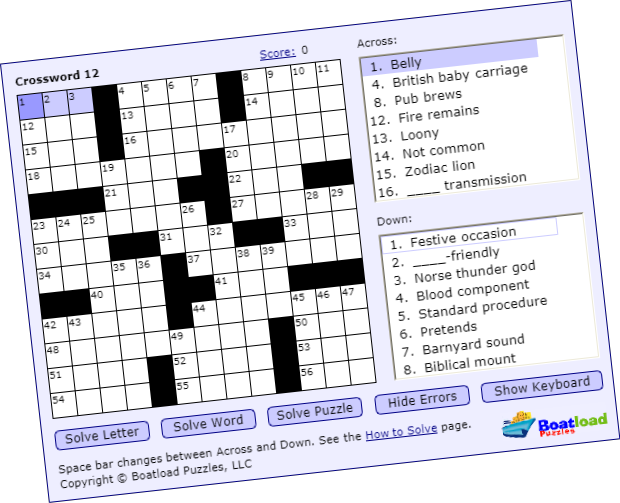 Crossword 12
Score: 0
1 2 3 4 5 6 7 8 9 10 11
12 13 14
15 16 17
18 19 20
21 22
23 24 25 26 27 28 29
30 31 32 33
34 35 36 37 38 39
40 41
42 43 44 45 46 47
48 49 50
51 52 53
54 55 56
Across:
1. Belly
4. British baby carriage
8. Pub brews
12. Fire remains
13. Loony
14. Not common
15. Zodiac lion
16. ____ transmission
Down:
1. Festive occasion
2. ____-friendly
3. Norse thunder god
4. Blood component
5. Standard procedure
6. Pretends
7. Barnyard sound
8. Biblical mount
Solve Letter Solve Word Solve Puzzle Hide Errors Show Keyboard
Space bar changes between Across and Down. See the How to Solve page.
Copyright © Boatload Puzzles, LLC
Boatload
Puzzles